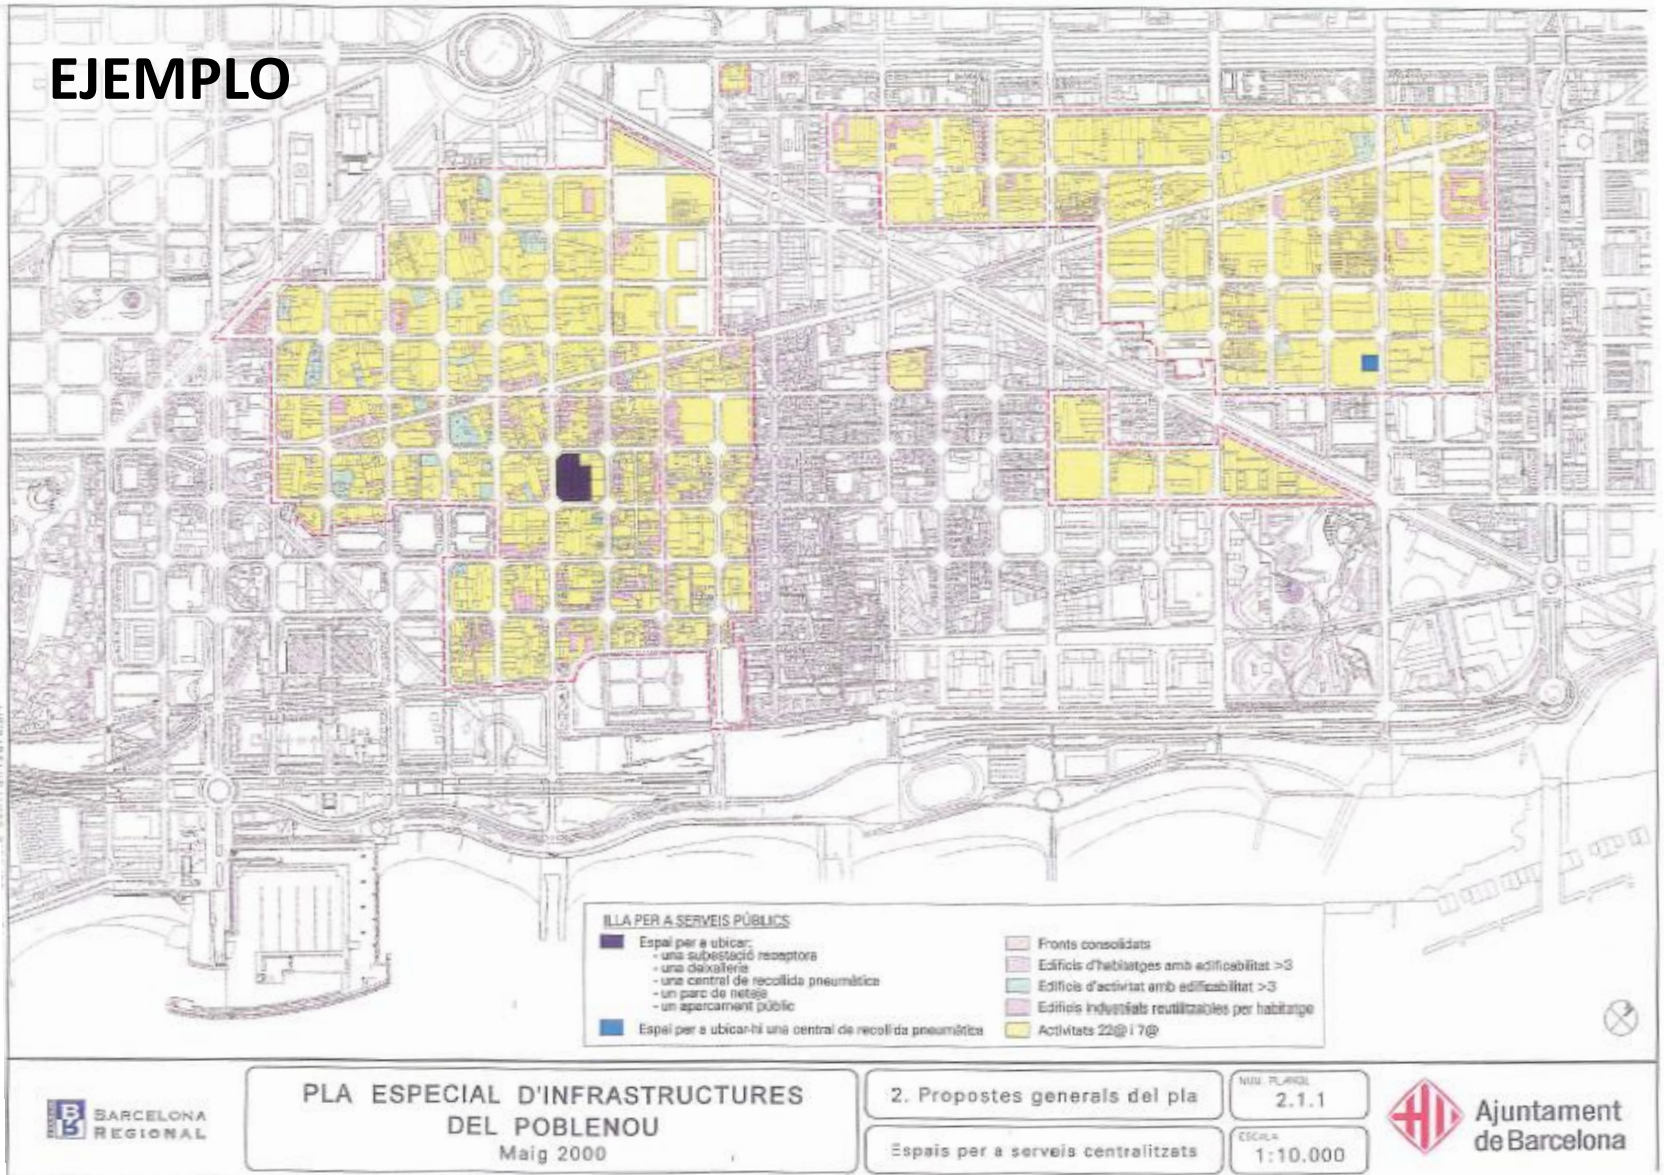 EJEMPLO
ILLA PER A SERVEIS PÚBLICS
Espai per a ubicar:
- una subestació receptora
- una deixalleria
- una central de recollida pneumàtica
- un parc de neteja
- un aparcament públic
Espai per a ubicar-hi una central de recollida pneumàtica
Fronts consolidats
Edificis d'habitatges amb edificabilitat >3
Edificis d'activitat amb edificabilitat >3
Edificis industrials reutilitzables per habitatge
Activitats 22@ i 7@
BARCELONA
REGIONAL
PLA ESPECIAL D'INFRASTRUCTURES
DEL POBLENOU
Maig 2000
2. Propostes generals del pla
Espais per a serveis centralitzats
NUM. PLANOL
2.1.1
ESCALA
1:10.000
Ajuntament
de Barcelona